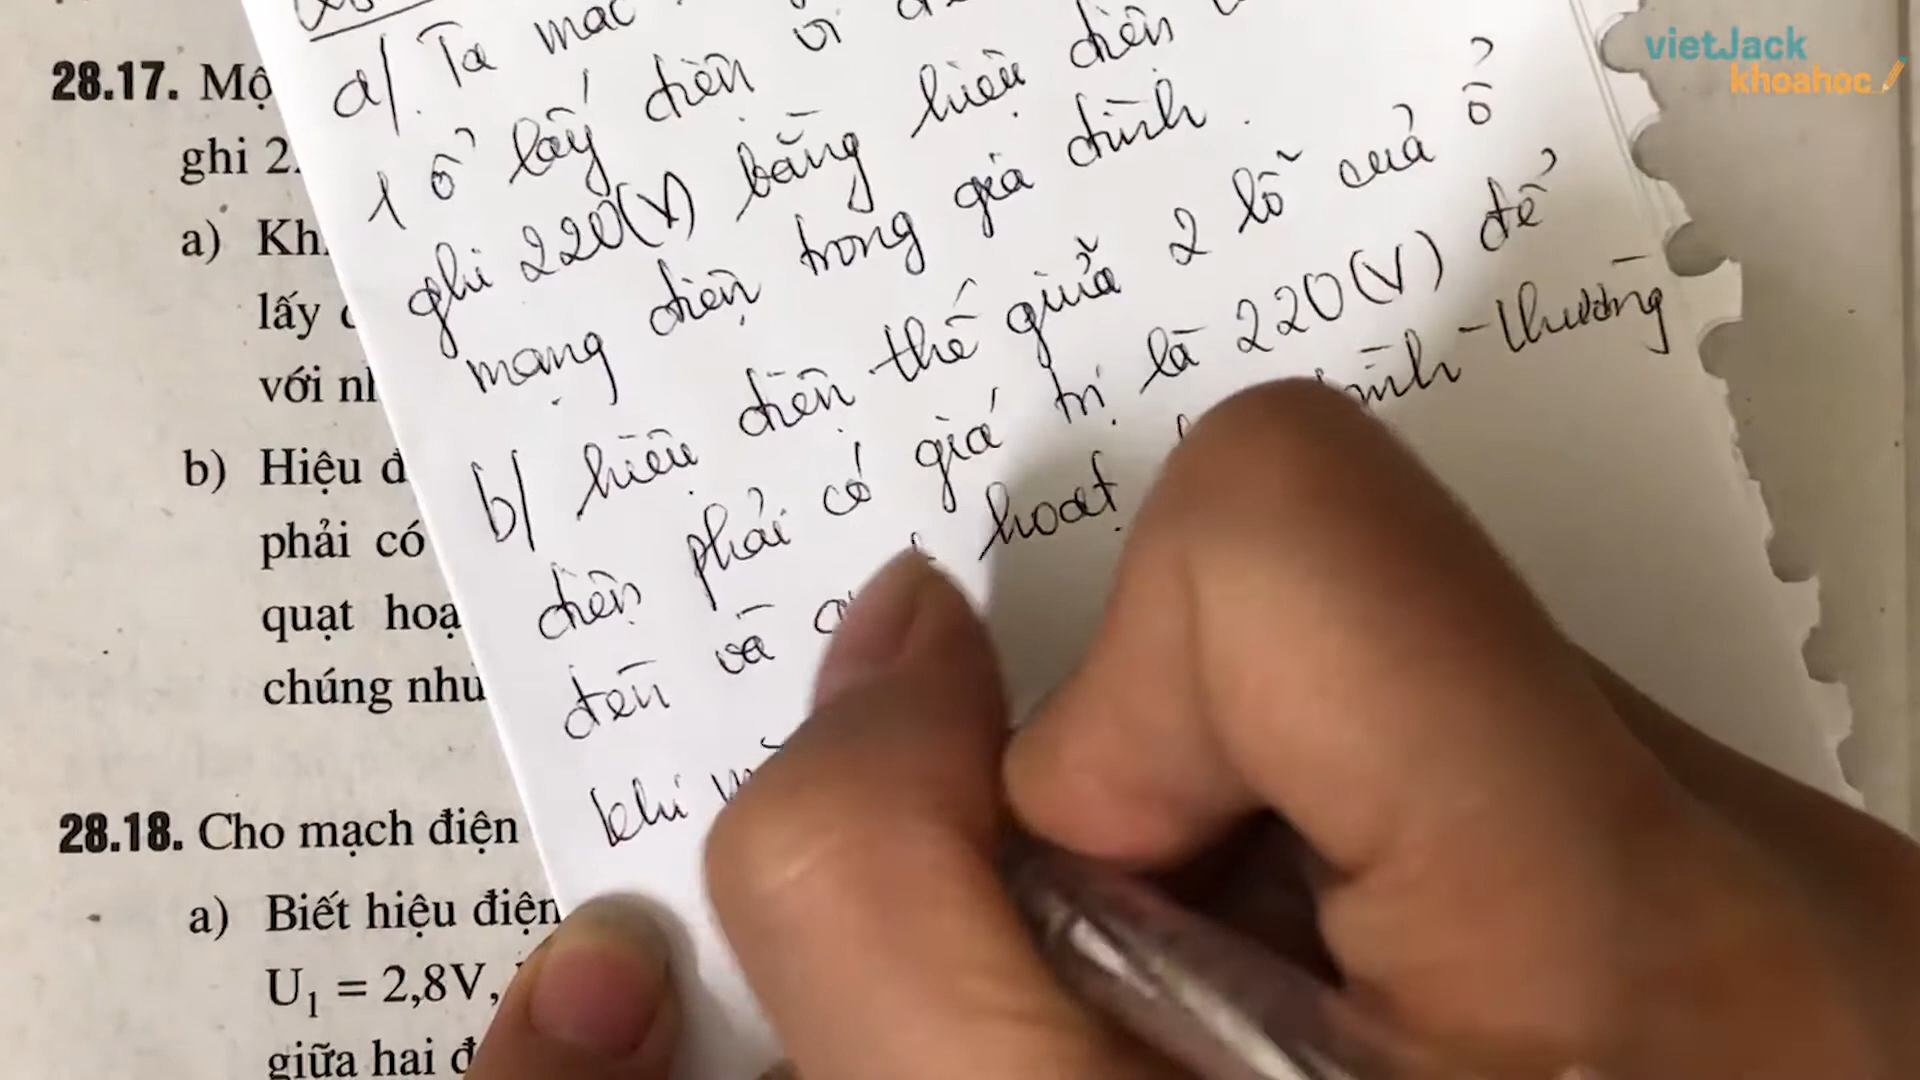 vietJack
khoahoc
28.17. Mộ
ghi 2
a) Kh
lấy
với nh
b) Hiệu đ
phải có
quạt hoạ
chúng như
28.18. Cho mạch điện
a) Biết hiệu điện
U₁ = 2,8V,
giữa hai đ
a/. Ta mắc
1 ổ lấy điện vì
ghi 220(V) bằng hiệu điện
mạng điện trong gia đình.
b/ hiệu điện thế giữa 2 lỗ của ổ
điện phải có giá trị là 220(V) để
đèn và hoạt bình thường
khi